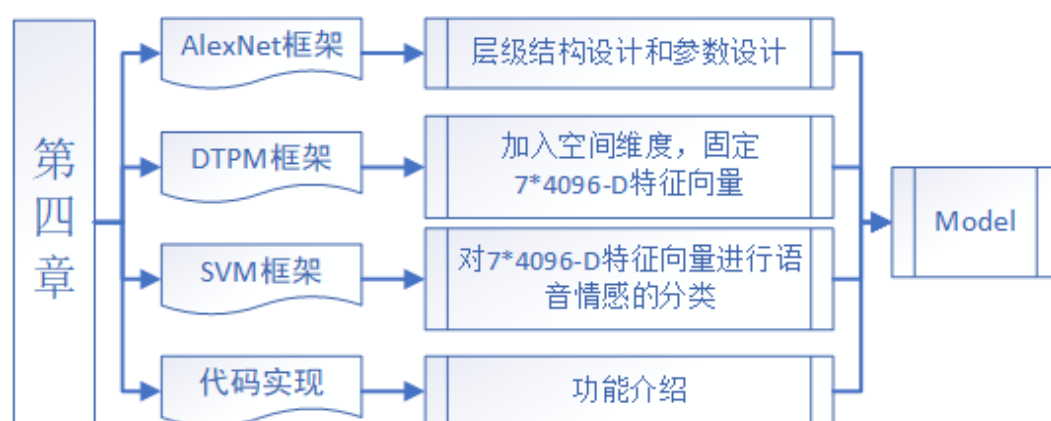 第四章
AlexNet框架
层级结构设计和参数设计
DTPM框架
加入空间维度，固定
7*4096-D特征向量
SVM框架
对7*4096-D特征向量进行语
音情感的分类
代码实现
功能介绍
Model